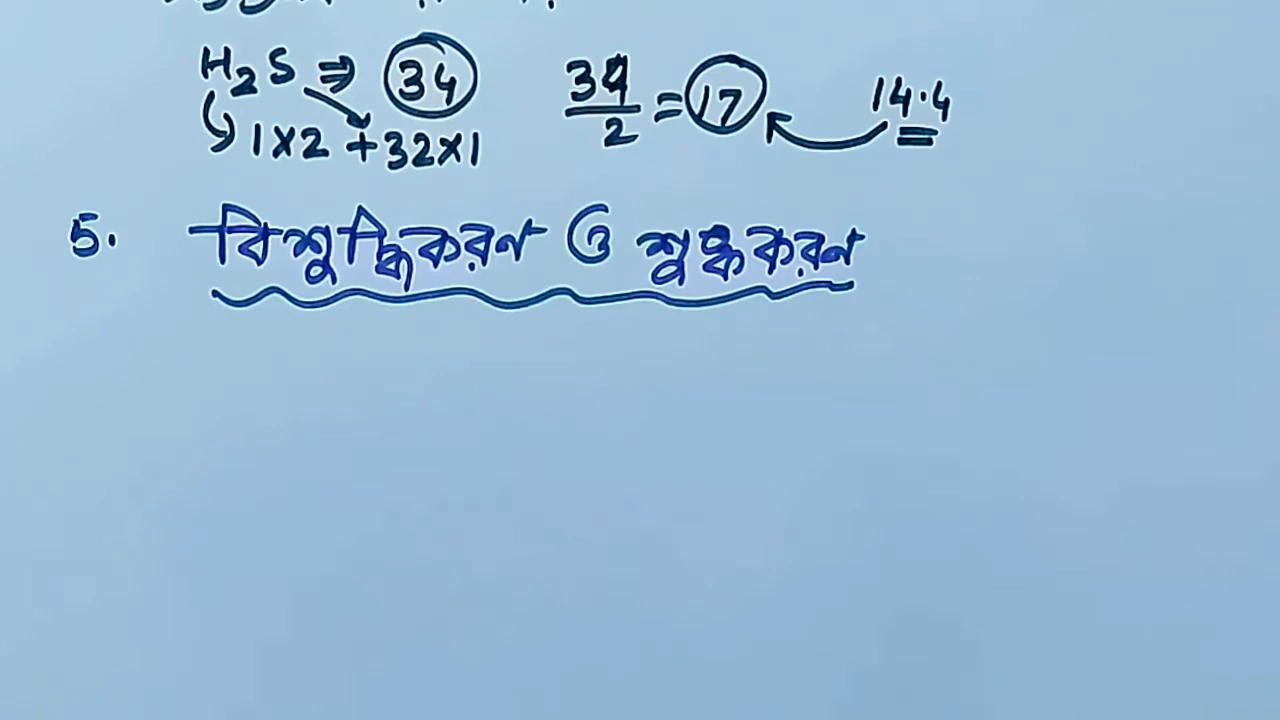 H₂S ⇒ 34 34/2 = 17 14.4
1×2 + 32×1
5. বিশুদ্ধিকরণ ও শুষ্ককরণ